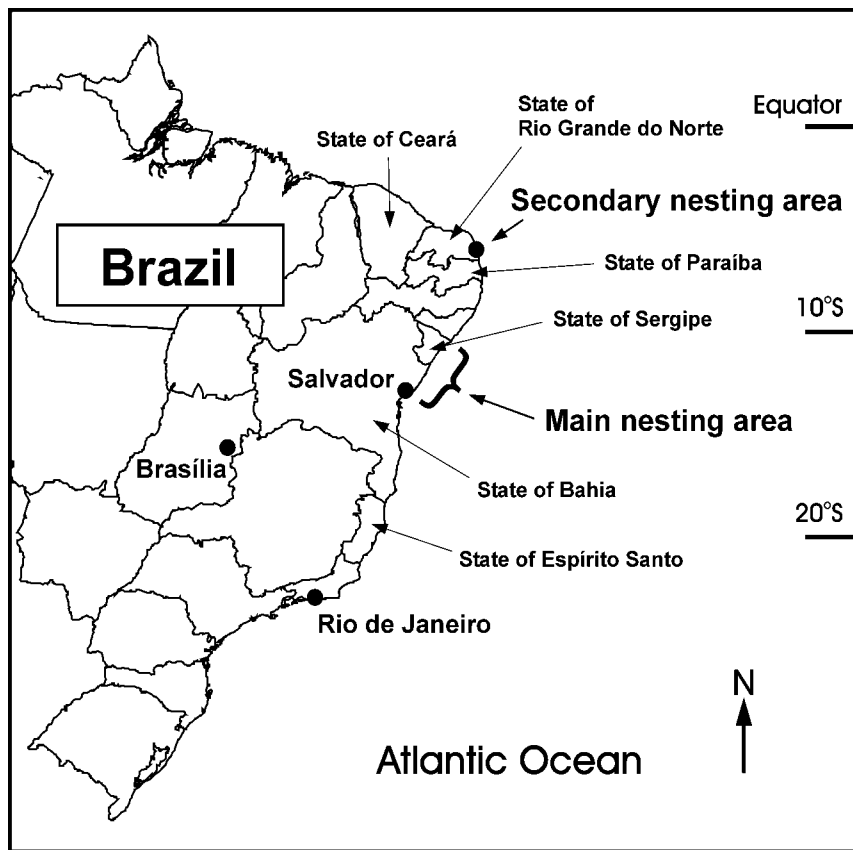 State of
Rio Grande do Norte
Equator
State of Ceará
Secondary nesting area
Brazil
State of Paraíba
10°S
State of Sergipe
Salvador
Main nesting area
Brasília
State of Bahia
20°S
State of Espírito Santo
Rio de Janeiro
N
Atlantic Ocean